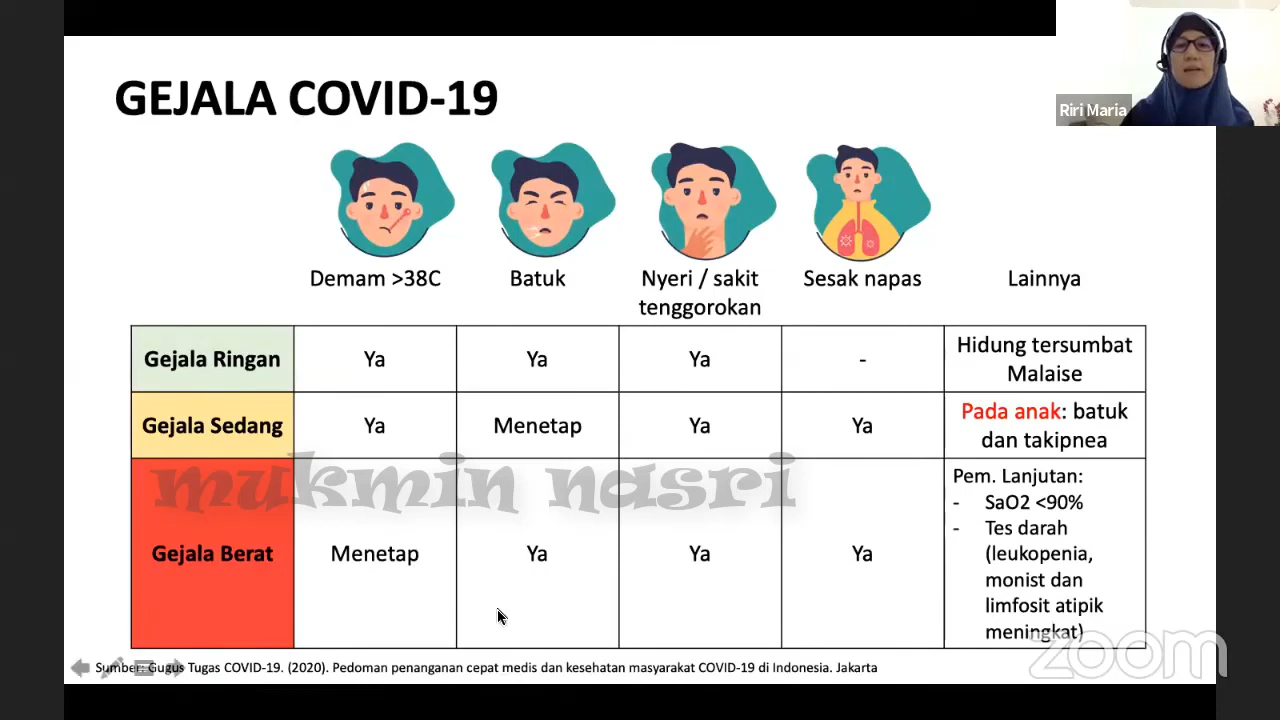 Riri Maria
GEJALA COVID-19
Demam >38C
Batuk
Nyeri / sakit
tenggorokan
Sesak napas
Lainnya
Gejala Ringan
Ya
Ya
Ya
-
Hidung tersumbat
Malaise
Gejala Sedang
Ya
Menetap
Ya
Ya
Pada anak: batuk
dan takipnea
mukmin nasri
Gejala Berat
Menetap
Ya
Ya
Ya
Pem. Lanjutan:
- SaO2 <90%
- Tes darah
(leukopenia,
monist dan
limfosit atipik
meningkat)
zoom
Sumber: Gugus Tugas COVID-19. (2020). Pedoman penanganan cepat medis dan kesehatan masyarakat COVID-19 di Indonesia. Jakarta